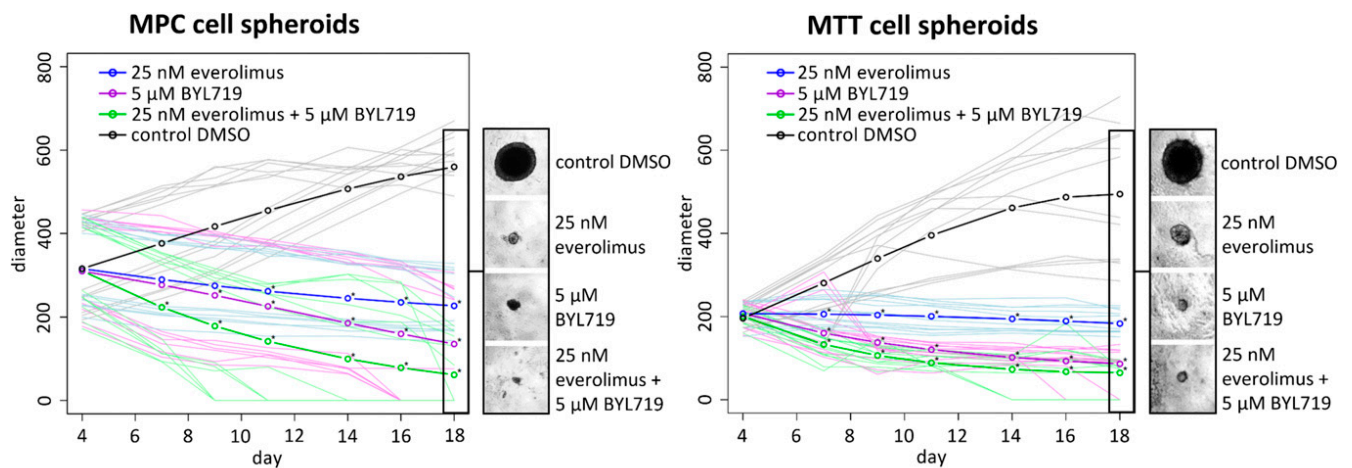 MPC cell spheroids
800
600
400
200
0
diameter
25 nM everolimus
5 µM BYL719
25 nM everolimus + 5 µM BYL719
control DMSO
4 6 8 10 12 14 16 18
day
control DMSO
25 nM
everolimus
5 µM
BYL719
25 nM
everolimus +
5 µM BYL719
MTT cell spheroids
800
600
400
200
0
diameter
25 nM everolimus
5 µM BYL719
25 nM everolimus + 5 µM BYL719
control DMSO
4 6 8 10 12 14 16 18
day
control DMSO
25 nM
everolimus
5 µM
BYL719
25 nM
everolimus +
5 µM BYL719